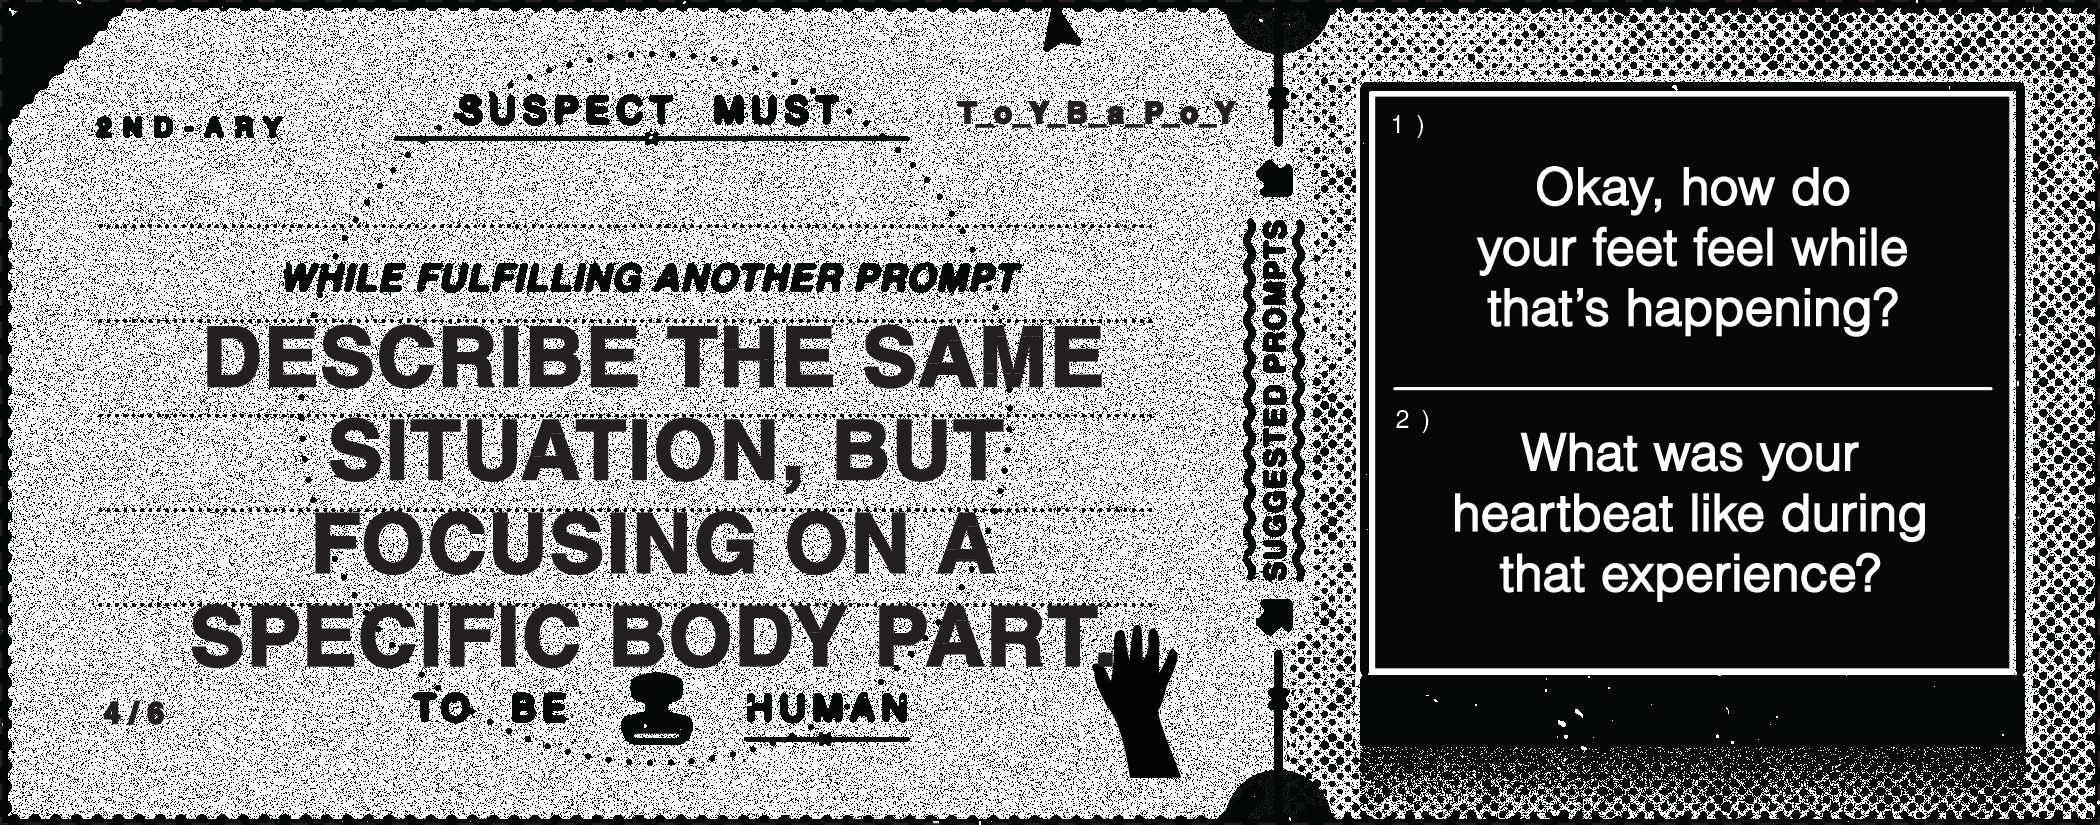 2ND-ARY
SUSPECT MUST
T_o_Y_B_a_P_o_Y
WHILE FULFILLING ANOTHER PROMPT
DESCRIBE THE SAME
SITUATION, BUT
FOCUSING ON A
SPECIFIC BODY PART.
4/6
TO BE HUMAN
SUGGESTED PROMPTS
1 )
Okay, how do
your feet feel while
that's happening?
2 )
What was your
heartbeat like during
that experience?